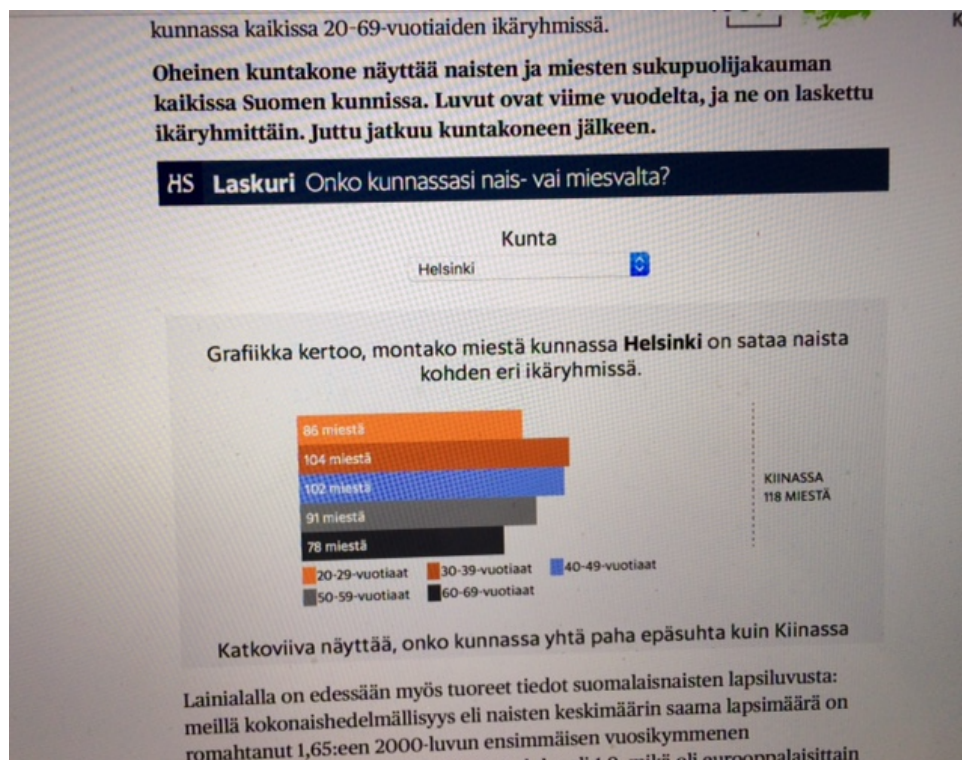 kunnassa kaikissa 20-69-vuotiaiden ikäryhmissä.
Oheinen kuntakone näyttää naisten ja miesten sukupuolijakauman
kaikissa Suomen kunnissa. Luvut ovat viime vuodelta, ja ne on laskettu
ikäryhmittäin. Juttu jatkuu kuntakoneen jälkeen.
HS Laskuri Onko kunnassasi nais- vai miesvalta?
Kunta
Helsinki
Grafiikka kertoo, montako miestä kunnassa Helsinki on sataa naista
kohden eri ikäryhmissä.
86 miestä
104 miestä
102 miestä
91 miestä
78 miestä
KIINASSA
118 MIESTÄ
20-29-vuotiaat 30-39-vuotiaat 40-49-vuotiaat
50-59-vuotiaat 60-69-vuotiaat
Katkoviiva näyttää, onko kunnassa yhtä paha epäsuhta kuin Kiinassa
Lainialalla on edessään myös tuoreet tiedot suomalaisnaisten lapsiluvusta:
meillä kokonaishedelmällisyys eli naisten keskimäärin saama lapsimäärä on
romahtanut 1,65:een 2000-luvun ensimmäisen vuosikymmenen
mikä oli eurooppalaisittain